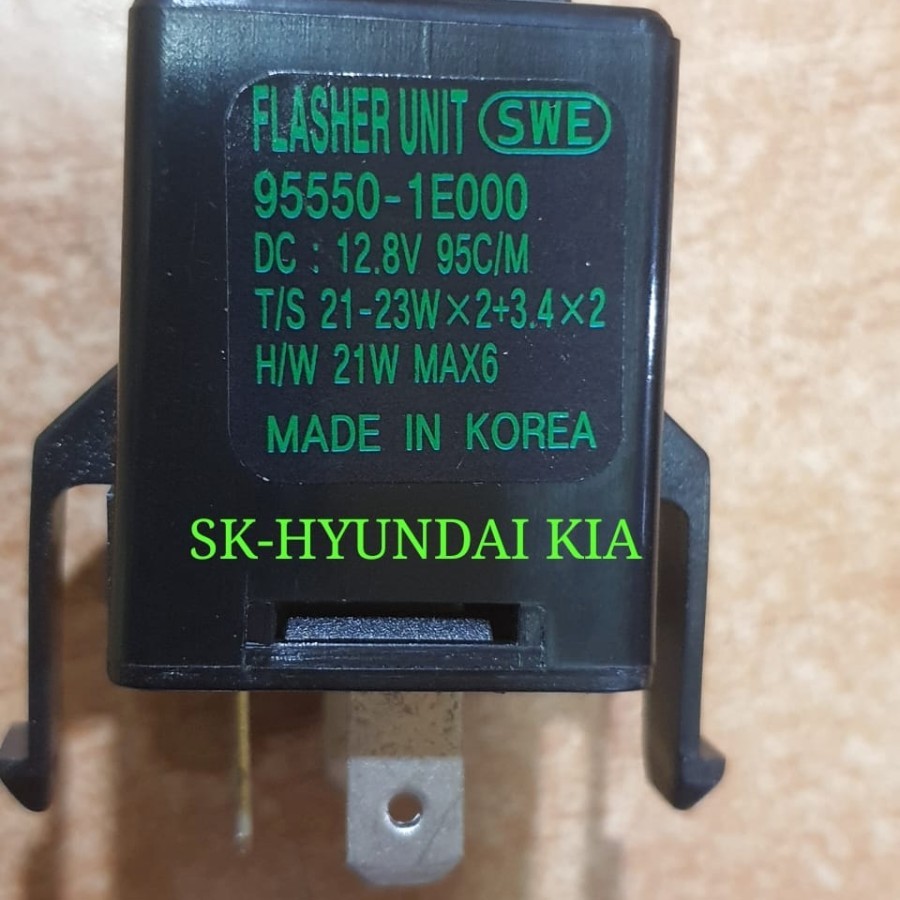 FLASHER UNIT SWE
95550-1E000
DC : 12.8V 95C/M
T/S 21-23W×2+3.4×2
H/W 21W MAX6
MADE IN KOREA
SK-HYUNDAI KIA